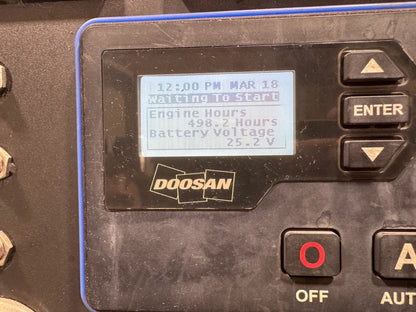 12:00 PM MAR 18
Waiting To Start
Engine Hours
498.2 Hours
Battery Voltage
25.2 V
ENTER
DOOSAN
O
A
OFF
AUT